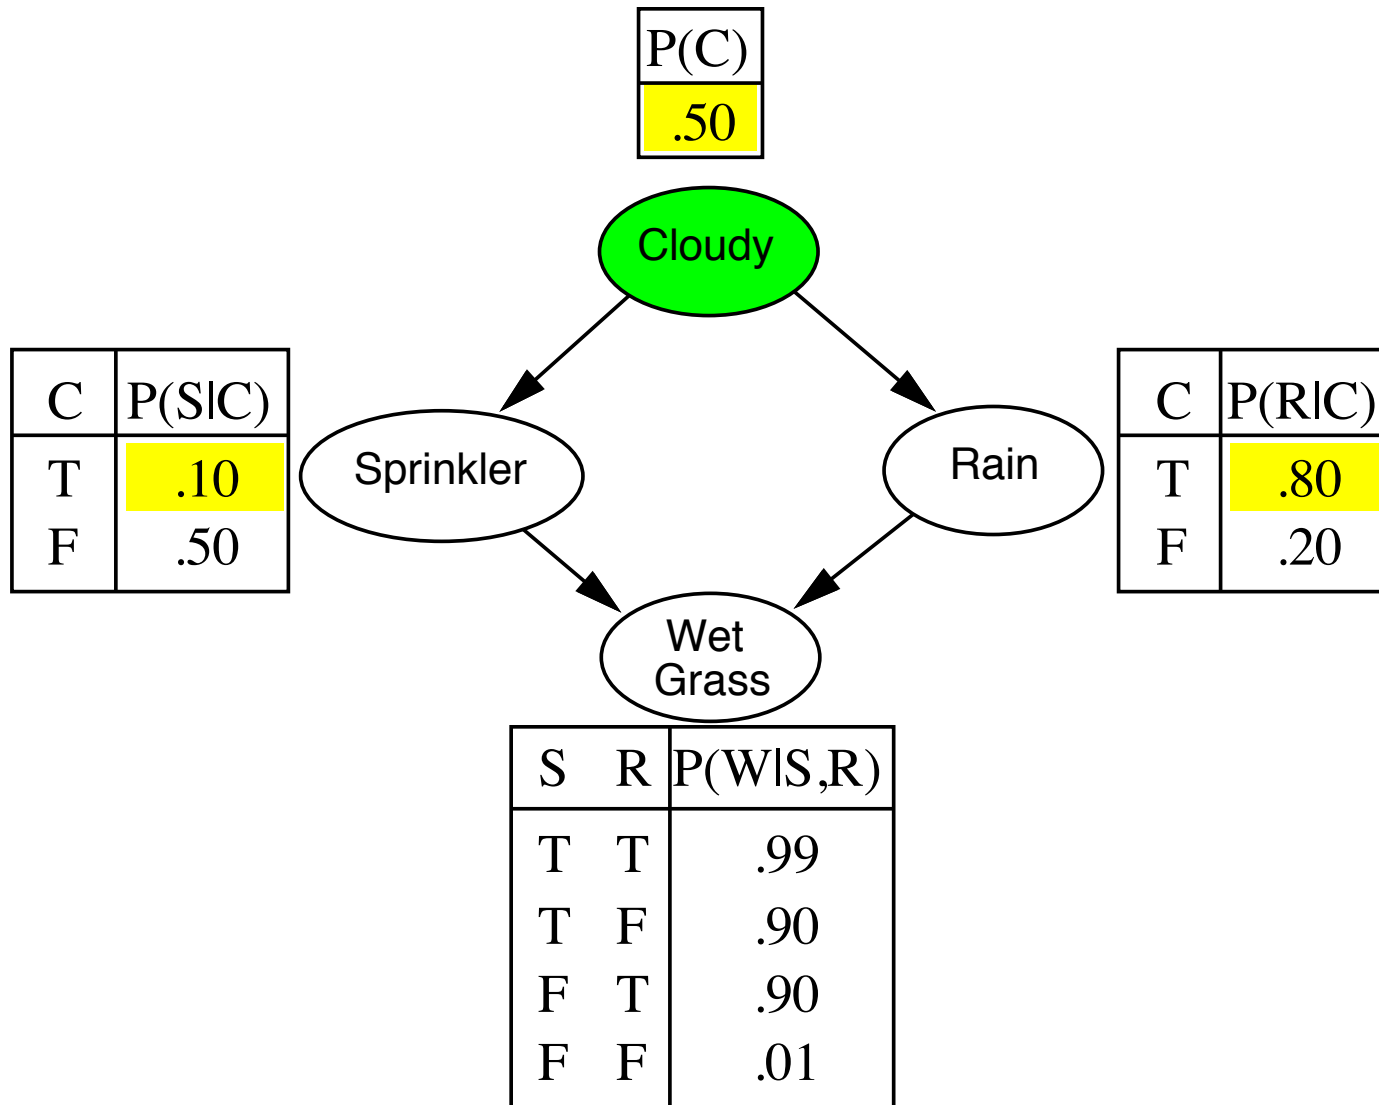 P(C)
.50
Cloudy
C P(S|C)
T .10
F .50
Sprinkler
Rain
C P(R|C)
T .80
F .20
Wet
Grass
S R P(W|S,R)
T T .99
T F .90
F T .90
F F .01